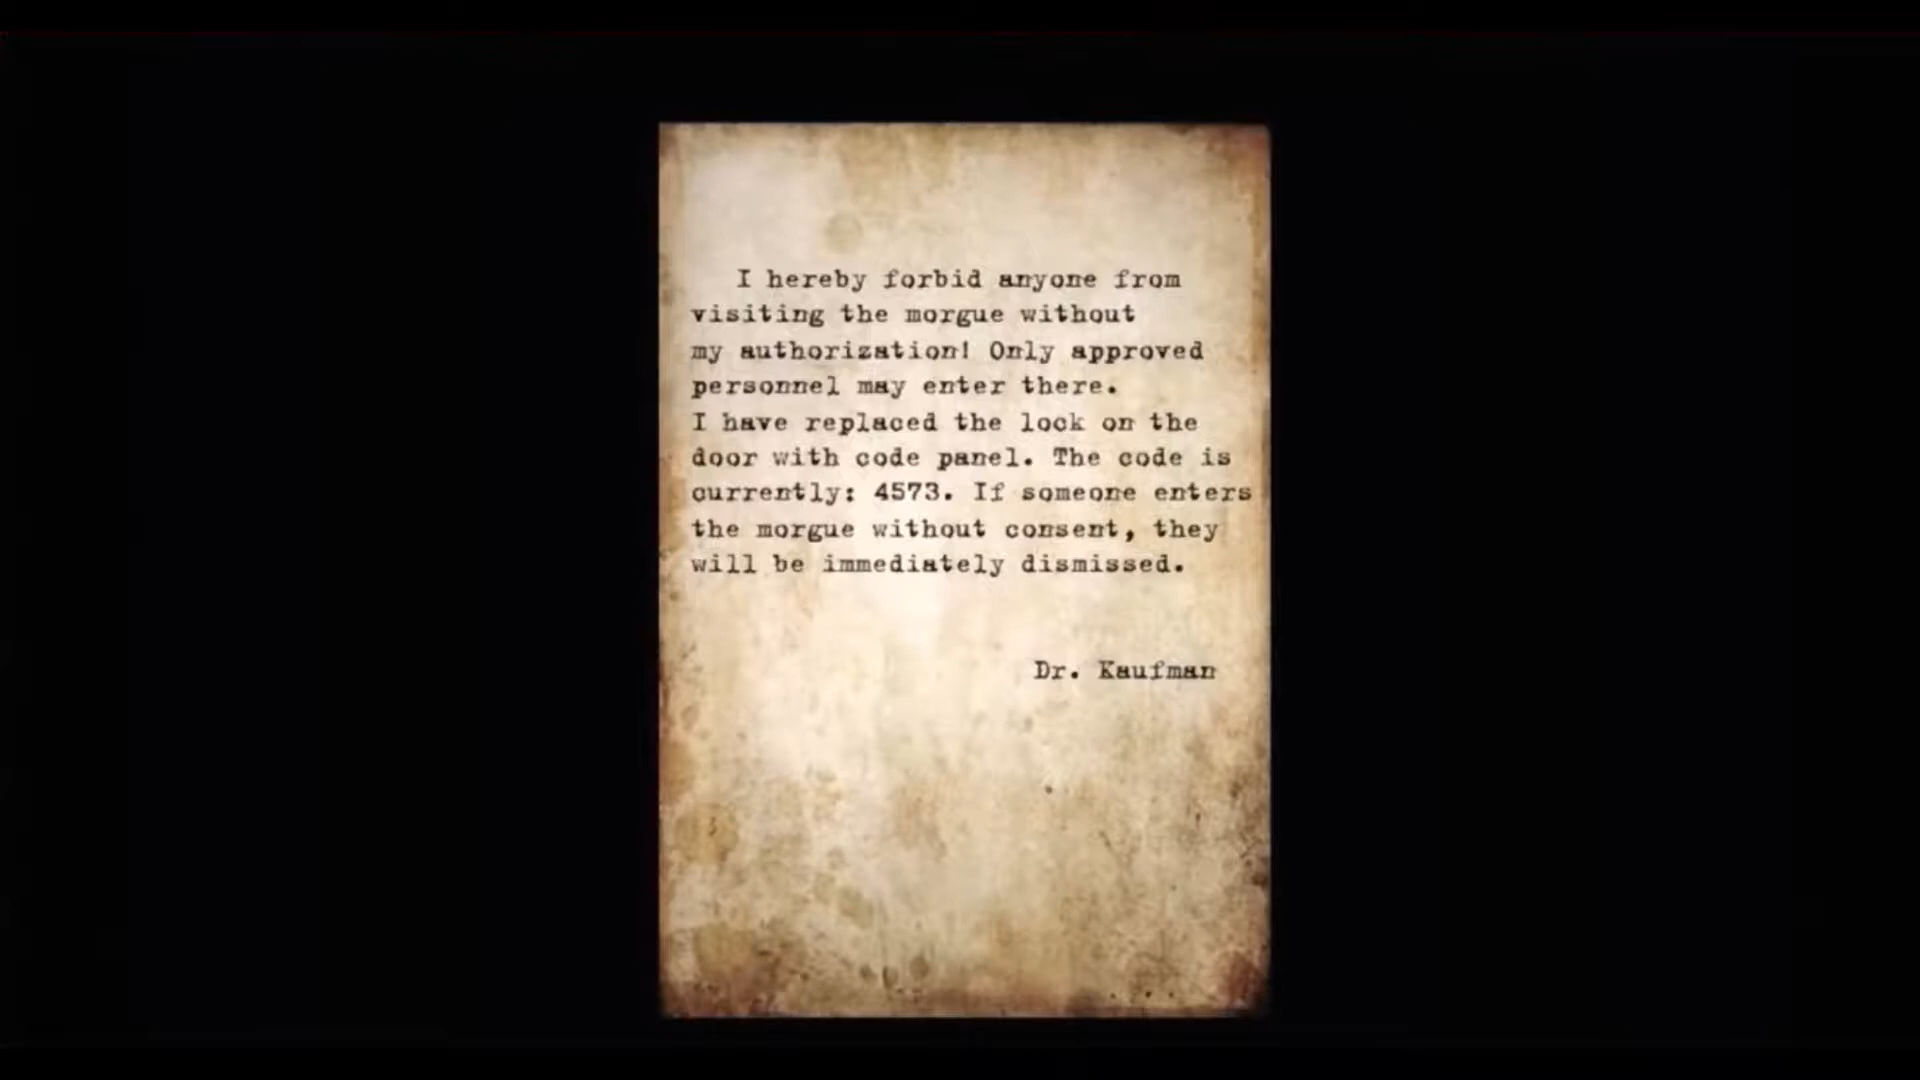 I hereby forbid anyone from
visiting the morgue without
my authorization! Only approved
personnel may enter there.
I have replaced the lock on the
door with code panel. The code is
currently: 4573. If someone enters
the morgue without consent, they
will be immediately dismissed.
Dr. Kaufman